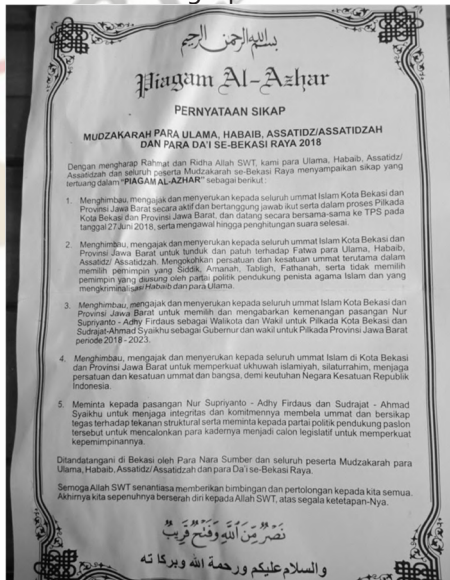 بسم الله الرحمن الرحيم
Piagam Al-Azhar
PERNYATAAN SIKAP
MUDZAKARAH PARA ULAMA, HABAIB, ASSATIDZ/ASSATIDZAH
DAN PARA DA'I SE-BEKASI RAYA 2018
Dengan mengharap Rahmat dan Ridha Allah SWT, kami para Ulama, Habaib, Assatidz/
Assatidzah dan seluruh peserta Mudzakarah se-Bekasi Raya menyampaikan sikap yang
tertuang dalam "PIAGAM AL-AZHAR" sebagai berikut :
1. Menghimbau, mengajak dan menyerukan kepada seluruh ummat Islam Kota Bekasi dan
Provinsi Jawa Barat secara aktif dan bertanggung jawab ikut serta dalam proses Pilkada
Kota Bekasi dan Provinsi Jawa Barat, dan datang secara bersama-sama ke TPS pada
tanggal 27 Juni 2018, serta mengawal hingga penghitungan suara selesai.
2. Menghimbau, mengajak dan menyerukan kepada seluruh ummat Islam Kota Bekasi dan
Provinsi Jawa Barat untuk tunduk dan patuh terhadap Fatwa para Ulama, Habaib,
Assatidz/ Assatidzah. Mengokohkan persatuan dan kesatuan ummat terutama dalam
memilih pemimpin yang Siddik, Amanah, Tabligh, Fathanah, serta tidak memilih
pemimpin yang diusung oleh partai politik pendukung penista agama Islam dan yang
mengkriminalisasi Habaib dan para Ulama.
3. Menghimbau, mengajak dan menyerukan kepada seluruh ummat Islam Kota Bekasi dan
Provinsi Jawa Barat untuk memilih dan mengabarkan kemenangan pasangan Nur
Supriyanto - Adhy Firdaus sebagai Walikota dan Wakil untuk Pilkada Kota Bekasi dan
Sudrajat-Ahmad Syaikhu sebagai Gubernur dan wakil untuk Pilkada Provinsi Jawa Barat
periode 2018 - 2023.
4. Menghimbau, mengajak dan menyerukan kepada seluruh ummat Islam di Kota Bekasi
dan Provinsi Jawa Barat untuk memperkuat ukhuwah islamiyah, silaturrahim, menjaga
persatuan dan kesatuan ummat dan bangsa, demi keutuhan Negara Kesatuan Republik
Indonesia.
5. Meminta kepada pasangan Nur Supriyanto - Adhy Firdaus dan Sudrajat - Ahmad
Syaikhu untuk menjaga integritas dan komitmennya membela ummat dan bersikap
tegas terhadap tekanan struktural serta meminta kepada partai politik pendukung paslon
tersebut untuk mencalonkan para kadernya menjadi calon legislatif untuk memperkuat
kepemimpinannya.
Ditandatangani di Bekasi oleh Para Nara Sumber dan seluruh peserta Mudzakarah para
Ulama, Habaib, Assatidz/Assatidzah dan para Da'i se-Bekasi Raya.
Semoga Allah SWT senantiasa memberikan bimbingan dan pertolongan kepada kita semua.
Akhirnya kita sepenuhnya berserah diri kepada Allah SWT, atas segala ketetapan-Nya.
نَصْرٌ مِّنَ اللّٰهِ وَفَتْحٌ قَرِيْبٌ
والسلام عليكم ورحمة الله وبركا ته